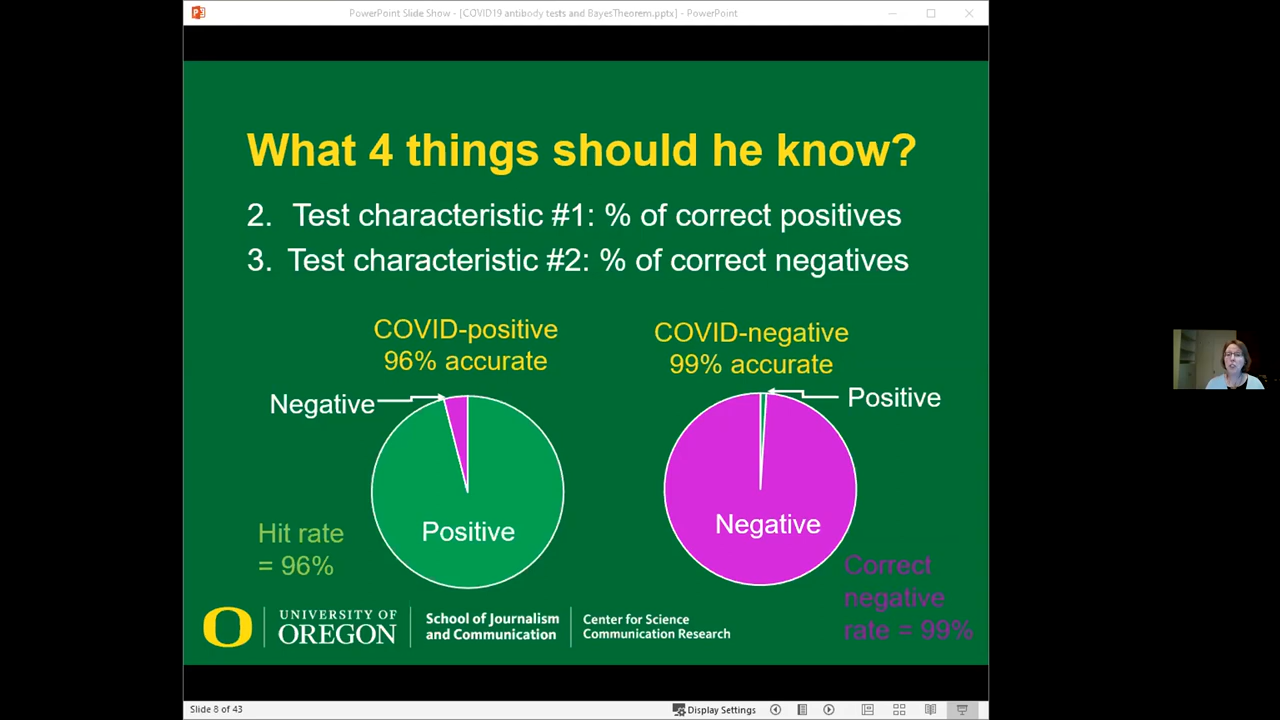 PowerPoint Slide Show - [COVID19 antibody tests and BayesTheorem.pptx] - PowerPoint
What 4 things should he know?
2. Test characteristic #1: % of correct positives
3. Test characteristic #2: % of correct negatives
COVID-positive
96% accurate
COVID-negative
99% accurate
Negative
Positive
Positive
Negative
Hit rate
= 96%
Correct
negative
rate = 99%
O
UNIVERSITY OF
OREGON
School of Journalism
and Communication
Center for Science
Communication Research
Slide 8 of 43
Display Settings